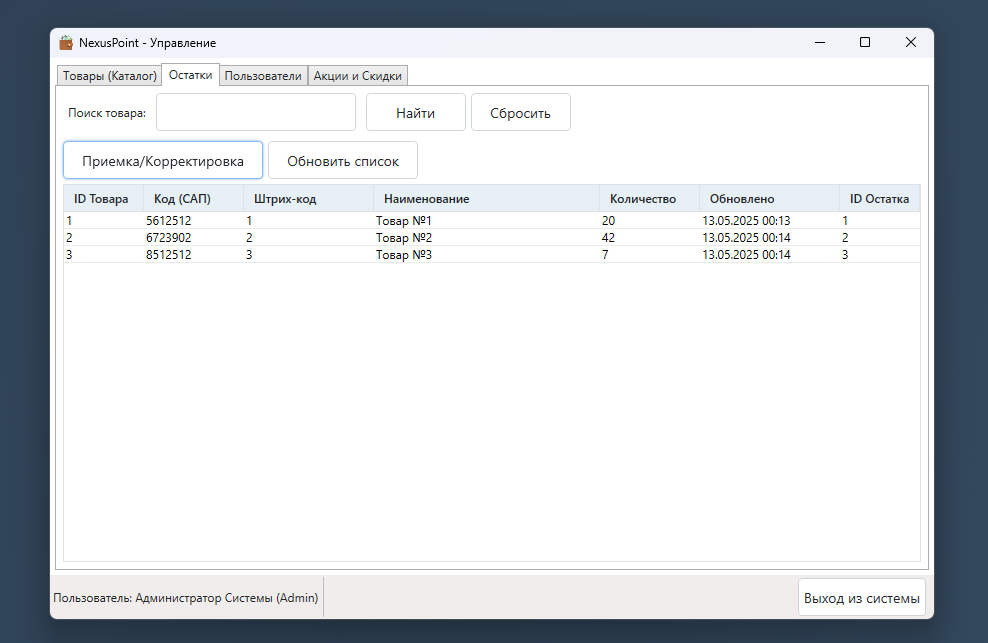 NexusPoint - Управление
Товары (Каталог) Остатки Пользователи Акции и Скидки
Поиск товара: Найти Сбросить
Приемка/Корректировка Обновить список
ID Товара Код (САП) Штрих-код Наименование Количество Обновлено ID Остатка
1 5612512 1 Товар №1 20 13.05.2025 00:13 1
2 6723902 2 Товар №2 42 13.05.2025 00:14 2
3 8512512 3 Товар №3 7 13.05.2025 00:14 3
Пользователь: Администратор Системы (Admin) Выход из системы